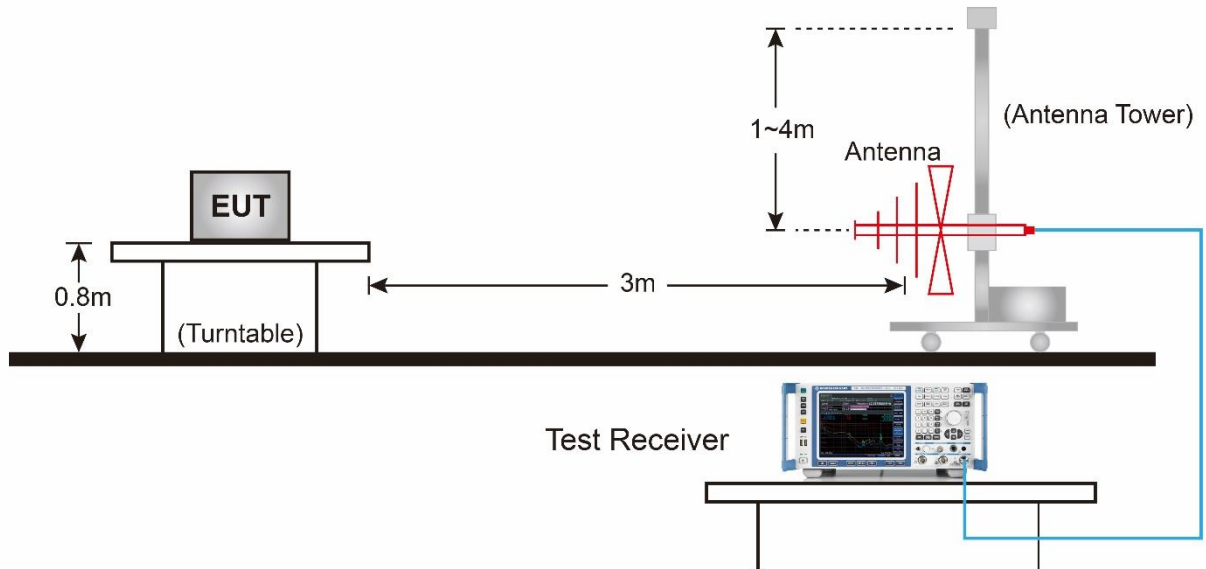 1~4m
(Antenna Tower)
Antenna
EUT
0.8m
3m
(Turntable)
Test Receiver